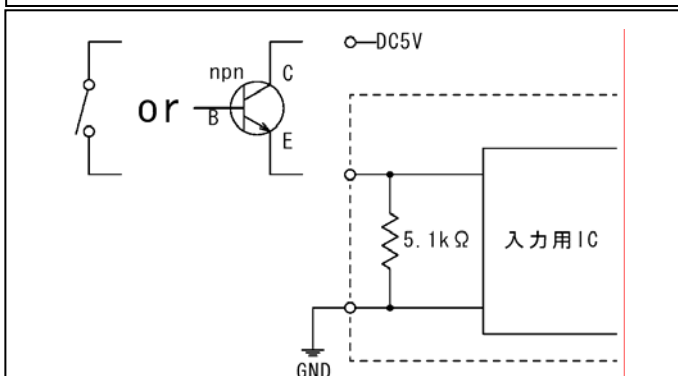 DC5V
npn
C
or
B
E
5.1kΩ
入力用IC
GND